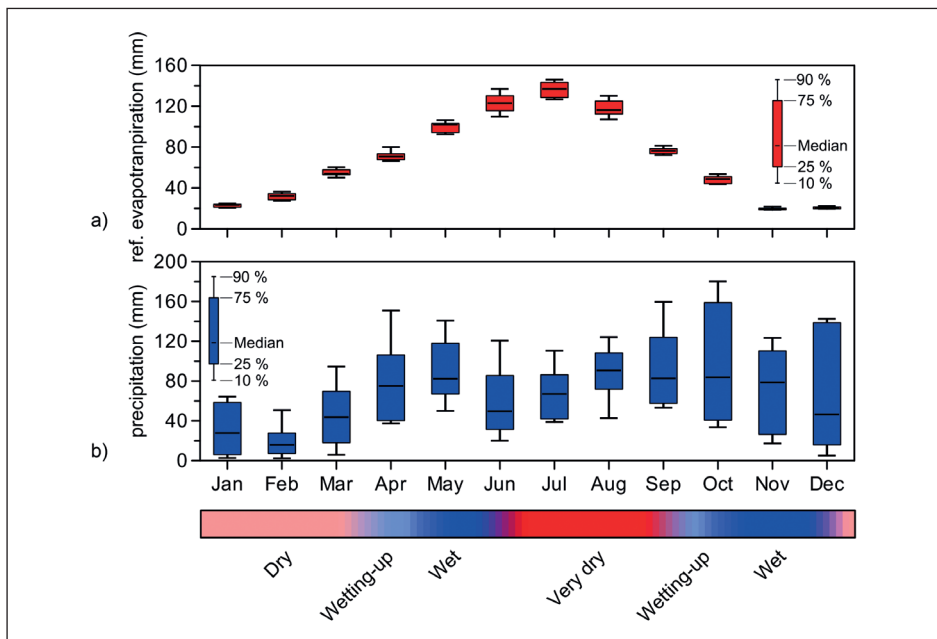 ref. evapotranpiration (mm)
160
120
80
40
0
90 %
75 %
Median
25 %
10 %
a)
precipitation (mm)
200
160
120
80
40
0
90 %
75 %
Median
25 %
10 %
b)
Jan Feb Mar Apr May Jun Jul Aug Sep Oct Nov Dec
Dry Wetting-up Wet Very dry Wetting-up Wet